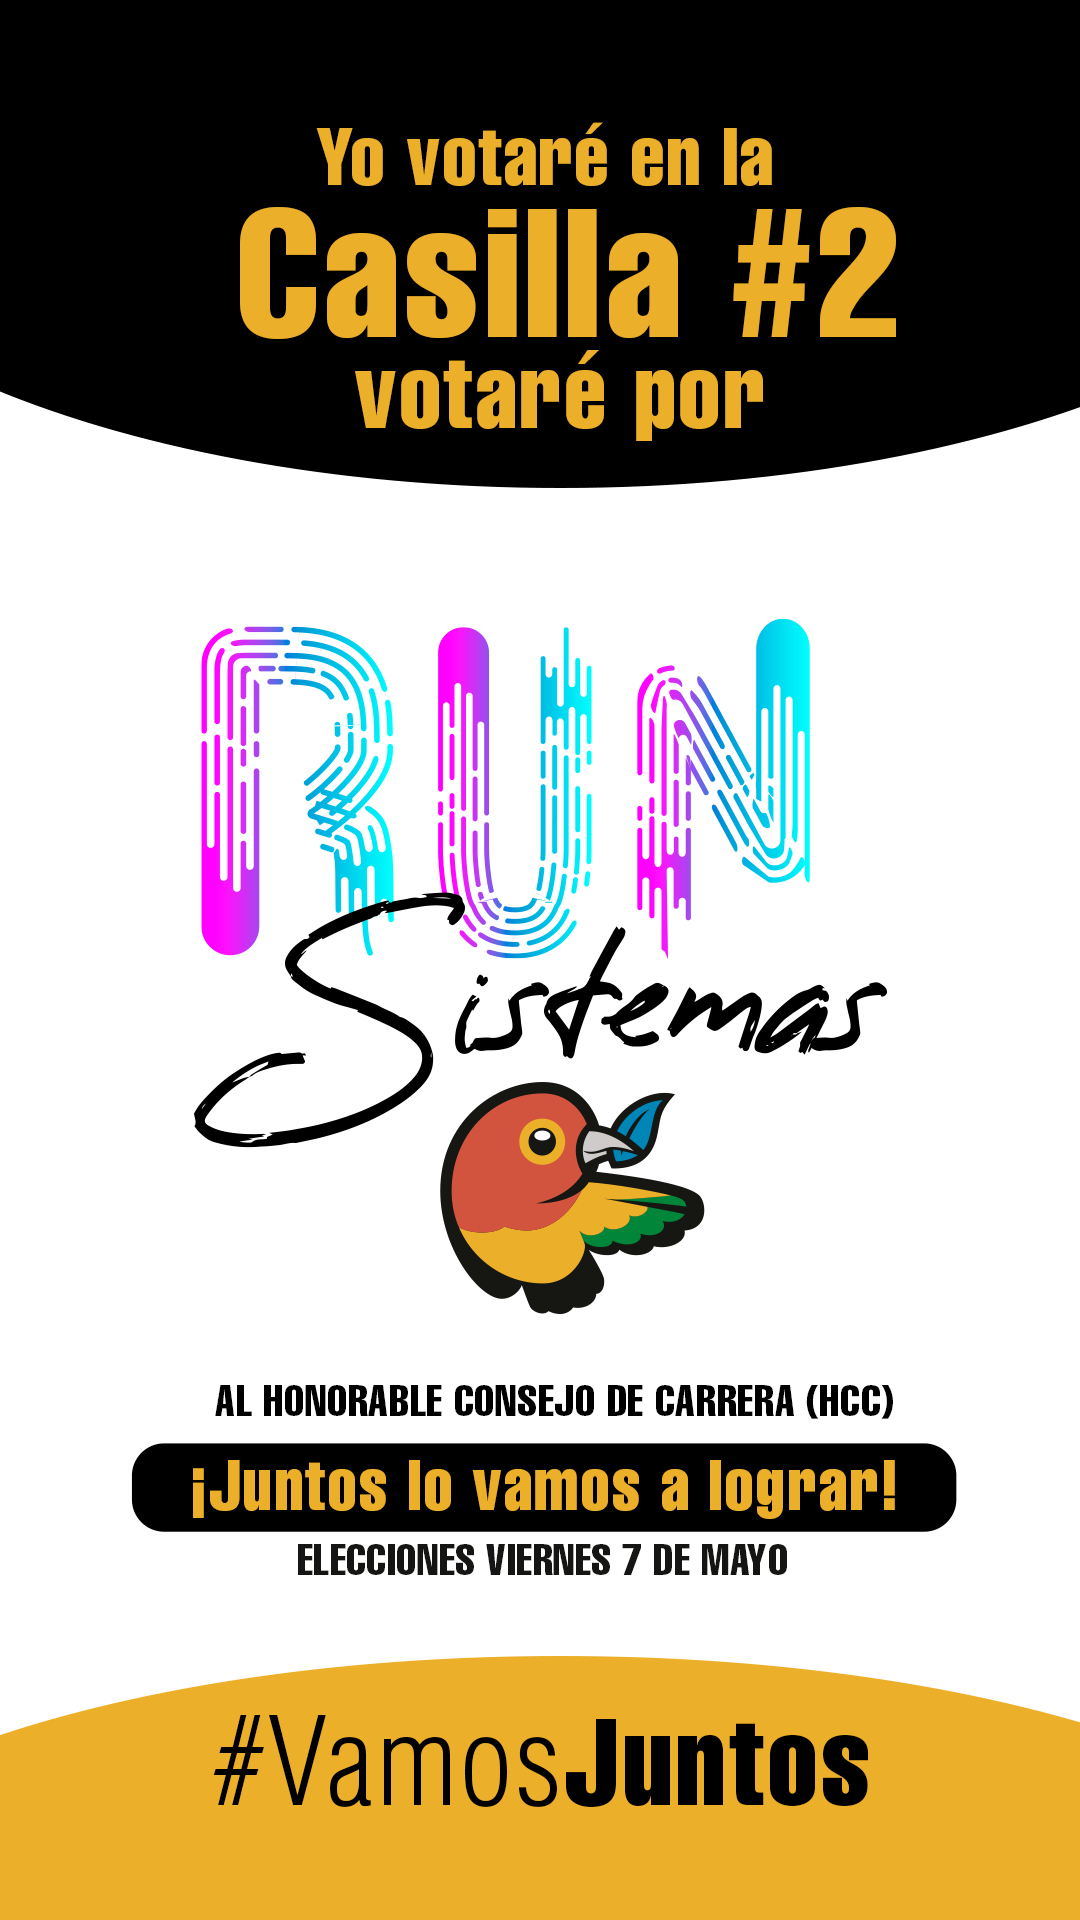 Yo votaré en la
Casilla #2
votaré por
RUN
Sistemas
AL HONORABLE CONSEJO DE CARRERA (HCC)
¡Juntos lo vamos a lograr!
ELECCIONES VIERNES 7 DE MAYO
#VamosJuntos